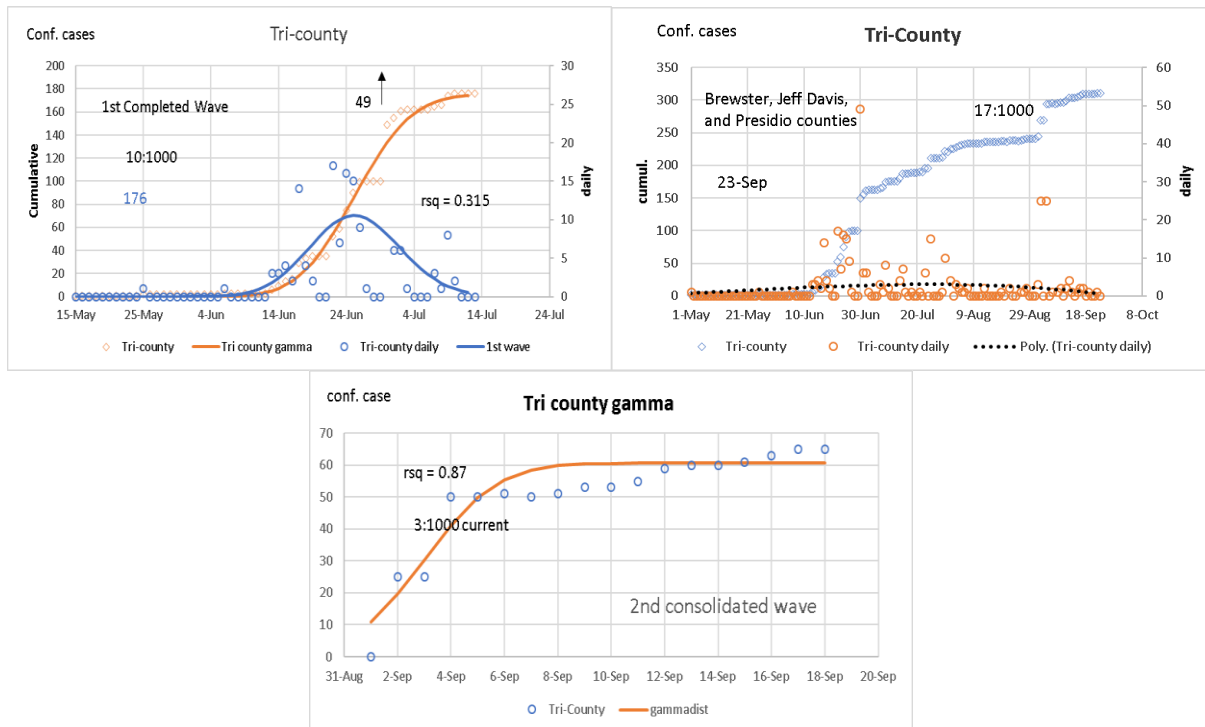 Conf. cases
Tri-county
200
180
160
140
120
100
80
60
40
20
0
Cumulative
30
25
20
15
10
5
0
daily
1st Completed Wave
49
10:1000
176
rsq = 0.315
15-May 25-May 4-Jun 14-Jun 24-Jun 4-Jul 14-Jul 24-Jul
Tri-county Tri county gamma Tri-county daily 1st wave
Conf. cases
Tri-County
350
300
250
200
150
100
50
0
cumul.
60
50
40
30
20
10
0
daily
Brewster, Jeff Davis,
and Presidio counties
17:1000
23-Sep
1-May 21-May 10-Jun 30-Jun 20-Jul 9-Aug 29-Aug 18-Sep 8-Oct
Tri-county Tri-county daily Poly. (Tri-county daily)
conf. case
Tri county gamma
70
60
50
40
30
20
10
0
rsq = 0.87
3:1000 current
2nd consolidated wave
31-Aug 2-Sep 4-Sep 6-Sep 8-Sep 10-Sep 12-Sep 14-Sep 16-Sep 18-Sep 20-Sep
Tri-County gammadist